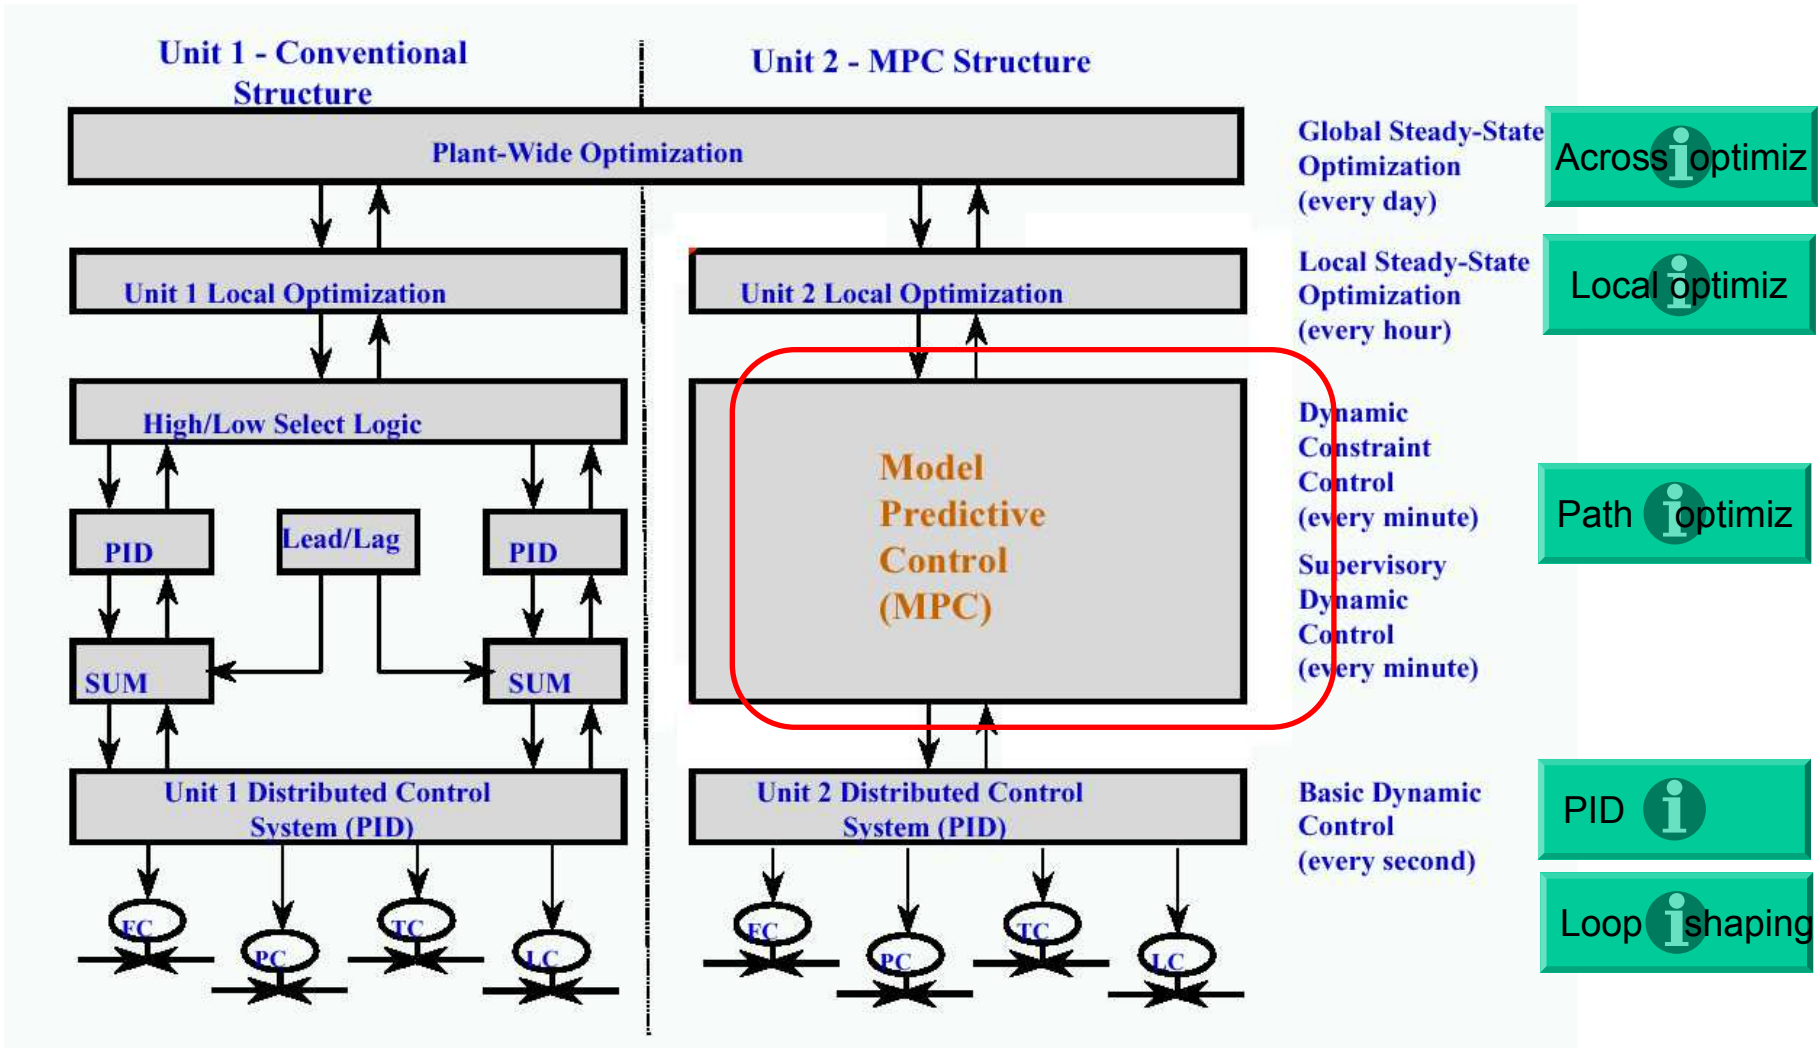 Unit 1 - Conventional
Structure
Unit 2 - MPC Structure
Plant-Wide Optimization
Global Steady-State
Optimization
(every day)
Across optimiz
Unit 1 Local Optimization
Unit 2 Local Optimization
Local Steady-State
Optimization
(every hour)
Local optimiz
High/Low Select Logic
PID
Lead/Lag
PID
SUM
SUM
Model
Predictive
Control
(MPC)
Dynamic
Constraint
Control
(every minute)
Supervisory
Dynamic
Control
(every minute)
Path optimiz
Unit 1 Distributed Control
System (PID)
Unit 2 Distributed Control
System (PID)
Basic Dynamic
Control
(every second)
PID
Loop shaping
FC
PC
TC
LC
FC
PC
TC
LC